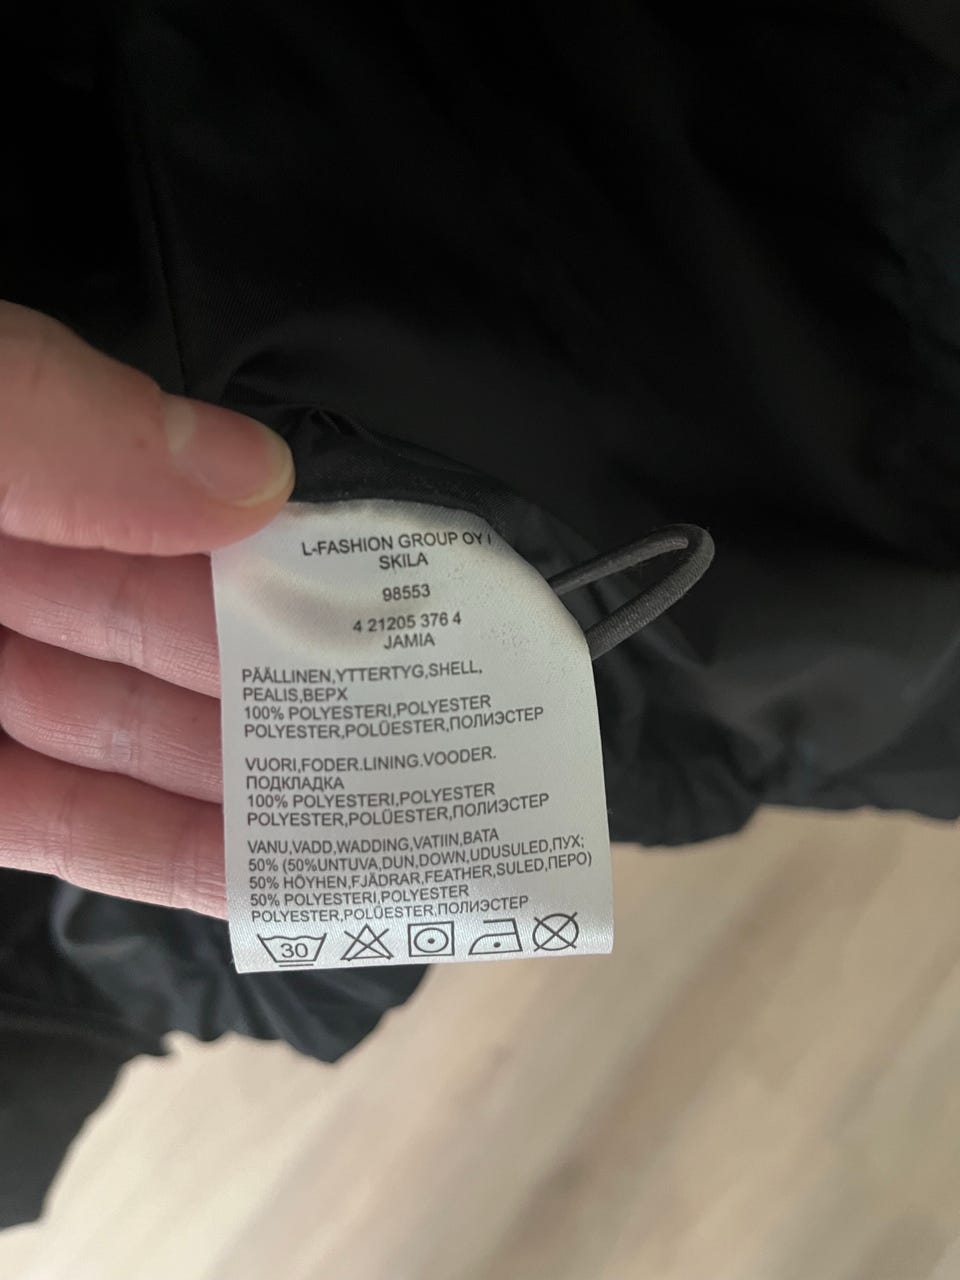 L-FASHION GROUP OY
SKILA
98553
4 21205 376 4
JAMIA
PÄÄLLINEN,YTTERTYG,SHELL,
PEALIS,ВЕРХ
100% POLYESTERI,POLYESTER
POLYESTER,POLÜESTER,ПОЛИЭСТЕР
VUORI,FODER.LINING.VOODER.
ПОДКЛАДКА
100% POLYESTERI,POLYESTER
POLYESTER,POLÜESTER,ПОЛИЭСТЕР
VANU,VADD,WADDING,VATIIN,ВАТА
50% (50%UNTUVA,DUN,DOWN,UDUSULED,ПУХ;
50% HÖYHEN,FJÄDRAR,FEATHER,SULED,ПЕРО)
50% POLYESTERI,POLYESTER
POLYESTER,POLÜESTER,ПОЛИЭСТЕР
30